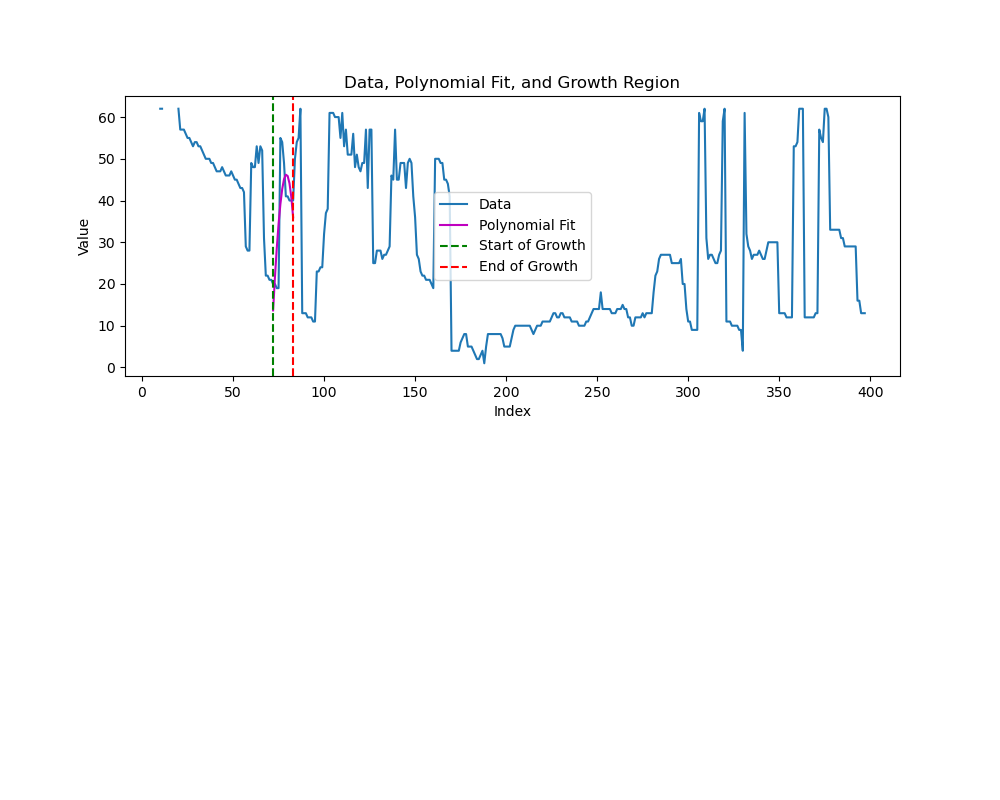 Data, Polynomial Fit, and Growth Region
60
50
40
30
20
10
0
Value
Data
Polynomial Fit
Start of Growth
End of Growth
0 50 100 150 200 250 300 350 400
Index